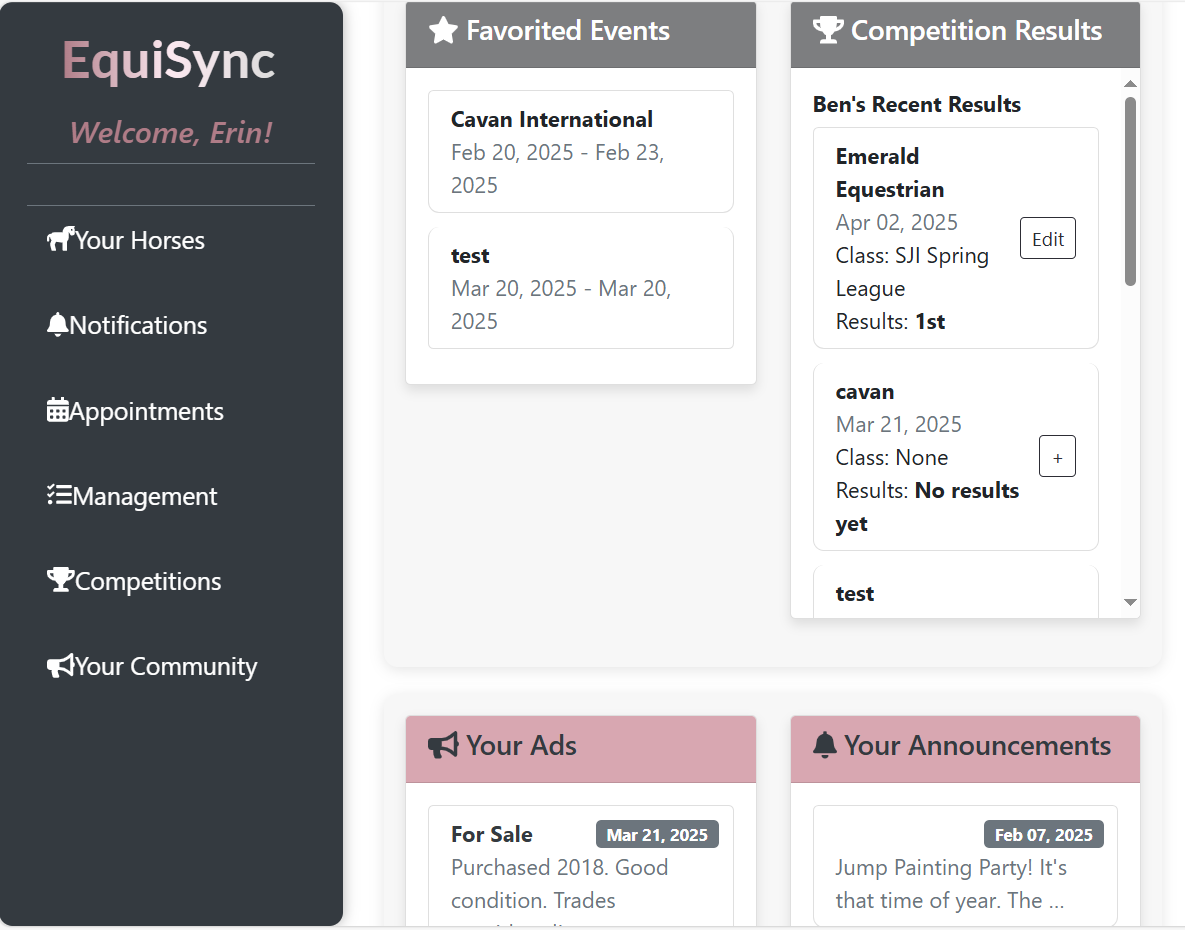 EquiSync
Welcome, Erin!
Your Horses
Notifications
Appointments
Management
Competitions
Your Community
Favorited Events
Cavan International
Feb 20, 2025 - Feb 23,
2025
test
Mar 20, 2025 - Mar 20,
2025
Competition Results
Ben's Recent Results
Emerald
Equestrian
Apr 02, 2025
Class: SJI Spring
League
Results: 1st
Edit
cavan
Mar 21, 2025
Class: None
Results: No results
yet
+
test
Your Ads
For Sale
Mar 21, 2025
Purchased 2018. Good
condition. Trades
Your Announcements
Feb 07, 2025
Jump Painting Party! It's
that time of year. The ...